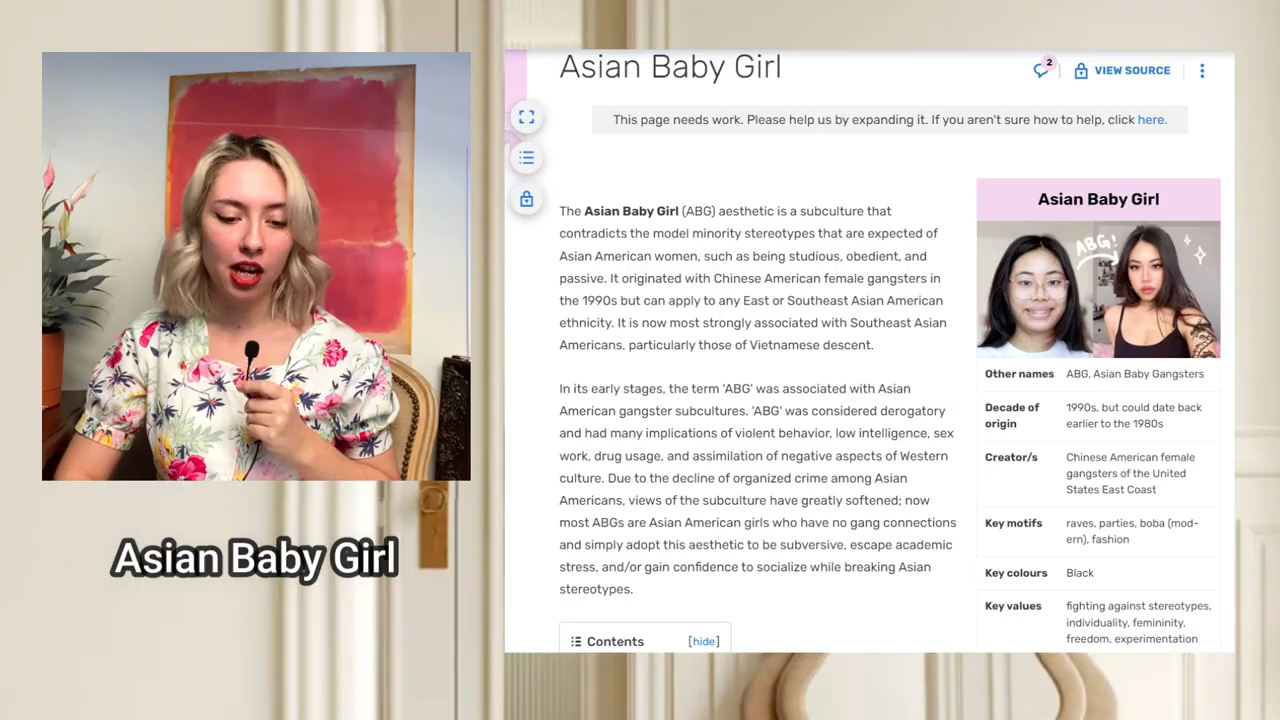 Asian Baby Girl
2
VIEW SOURCE
This page needs work. Please help us by expanding it. If you aren't sure how to help, click here.
The Asian Baby Girl (ABG) aesthetic is a subculture that
contradicts the model minority stereotypes that are expected of
Asian American women, such as being studious, obedient, and
passive. It originated with Chinese American female gangsters in
the 1990s but can apply to any East or Southeast Asian American
ethnicity. It is now most strongly associated with Southeast Asian
Americans, particularly those of Vietnamese descent.
In its early stages, the term 'ABG' was associated with Asian
American gangster subcultures. 'ABG' was considered derogatory
and had many implications of violent behavior, low intelligence, sex
work, drug usage, and assimilation of negative aspects of Western
culture. Due to the decline of organized crime among Asian
Americans, views of the subculture have greatly softened; now
most ABGs are Asian American girls who have no gang connections
and simply adopt this aesthetic to be subversive, escape academic
stress, and/or gain confidence to socialize while breaking Asian
stereotypes.
Contents [hide]
Asian Baby Girl
ABG!
Other names ABG, Asian Baby Gangsters
Decade of origin 1990s, but could date back
earlier to the 1980s
Creator/s Chinese American female
gangsters of the United
States East Coast
Key motifs raves, parties, boba (mod-
ern), fashion
Key colours Black
Key values fighting against stereotypes,
individuality, femininity,
freedom, experimentation
Asian Baby Girl